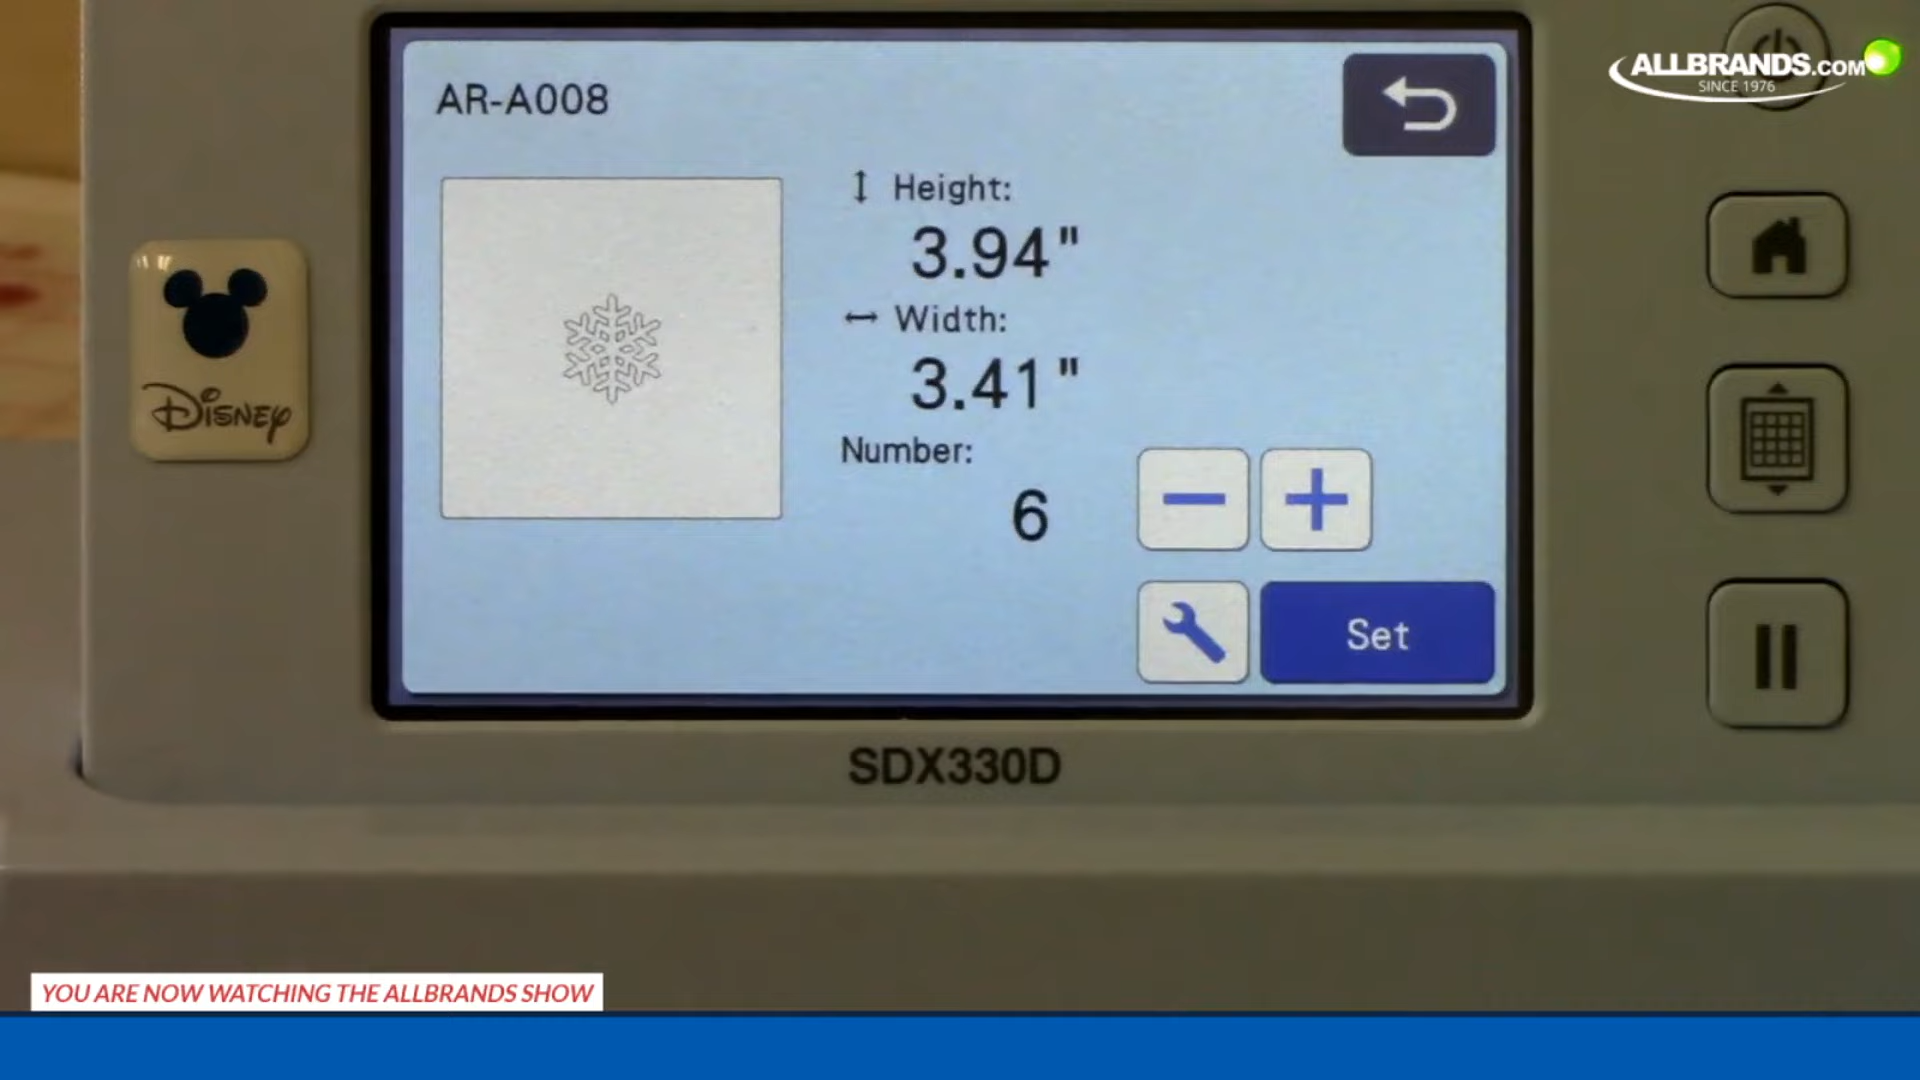 ALLBRANDS.COM
SINCE 1976
AR-A008
Height:
3.94"
Width:
3.41"
Number:
6
Set
Disney
SDX330D
YOU ARE NOW WATCHING THE ALLBRANDS SHOW